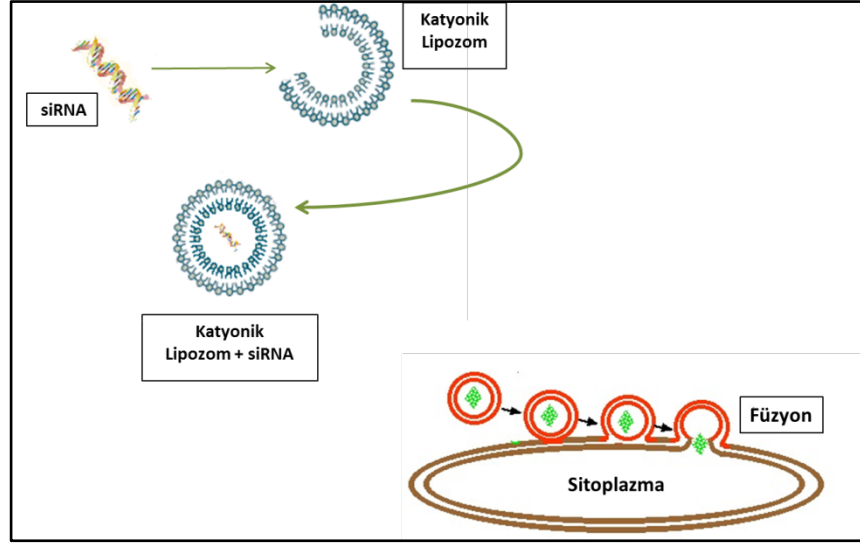 Katyonik
Lipozom
siRNA
Katyonik
Lipozom + siRNA
Füzyon
Sitoplazma